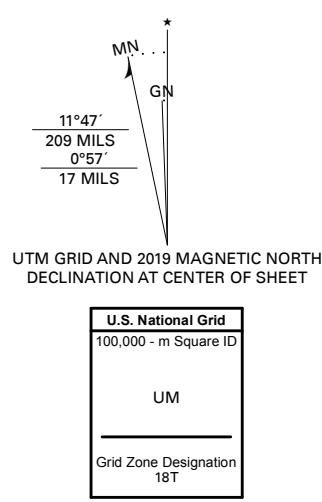 MN
GN
11°47´
209 MILS
0°57´
17 MILS
UTM GRID AND 2019 MAGNETIC NORTH
DECLINATION AT CENTER OF SHEET
U.S. National Grid
100,000 - m Square ID
UM
Grid Zone Designation
18T